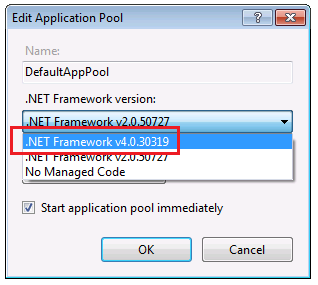 Edit Application Pool
?
Name:
DefaultAppPool
.NET Framework version:
.NET Framework v2.0.50727
.NET Framework v4.0.30319
.NET Framework v2.0.50727
No Managed Code
Start application pool immediately
OK
Cancel